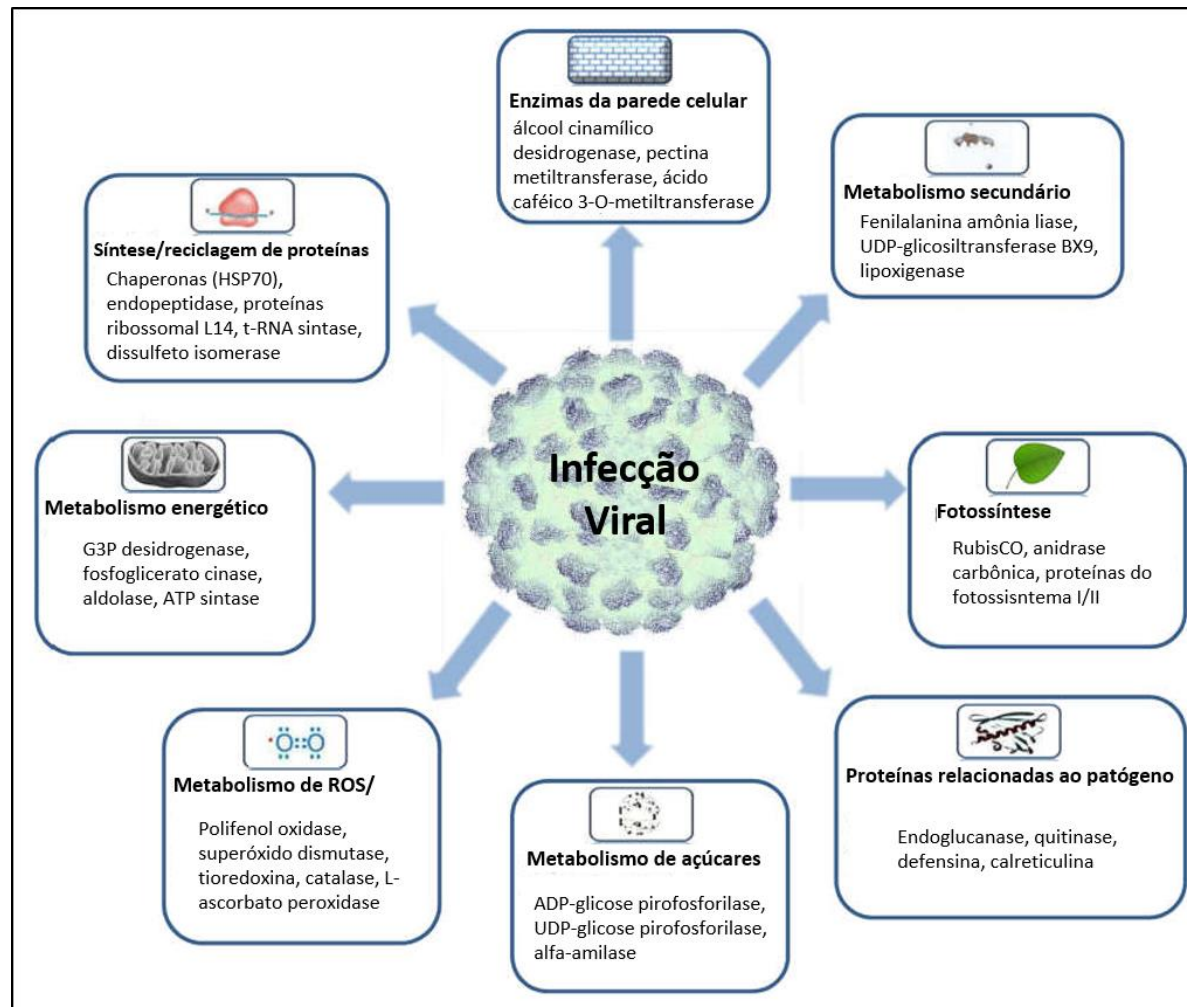 Enzimas da parede celular
álcool cinamílico
desidrogenase, pectina
metiltransferase, ácido
caféico 3-O-metiltransferase
Metabolismo secundário
Fenilalanina amônia liase,
UDP-glicosiltransferase BX9,
lipoxigenase
Síntese/reciclagem de proteínas
Chaperonas (HSP70),
endopeptidase, proteínas
ribossomal L14, t-RNA sintase,
dissulfeto isomerase
Infecção
Viral
Metabolismo energético
G3P desidrogenase,
fosfoglicerato cinase,
aldolase, ATP sintase
Fotossíntese
RubisCO, anidrase
carbônica, proteínas do
fotossisntema I/II
Ö::Ö
Metabolismo de ROS/
Polifenol oxidase,
superóxido dismutase,
tioredoxina, catalase, L-
ascorbato peroxidase
Metabolismo de açúcares
ADP-glicose pirofosforilase,
UDP-glicose pirofosforilase,
alfa-amilase
Proteínas relacionadas ao patógeno
Endoglucanase, quitinase,
defensina, calreticulina